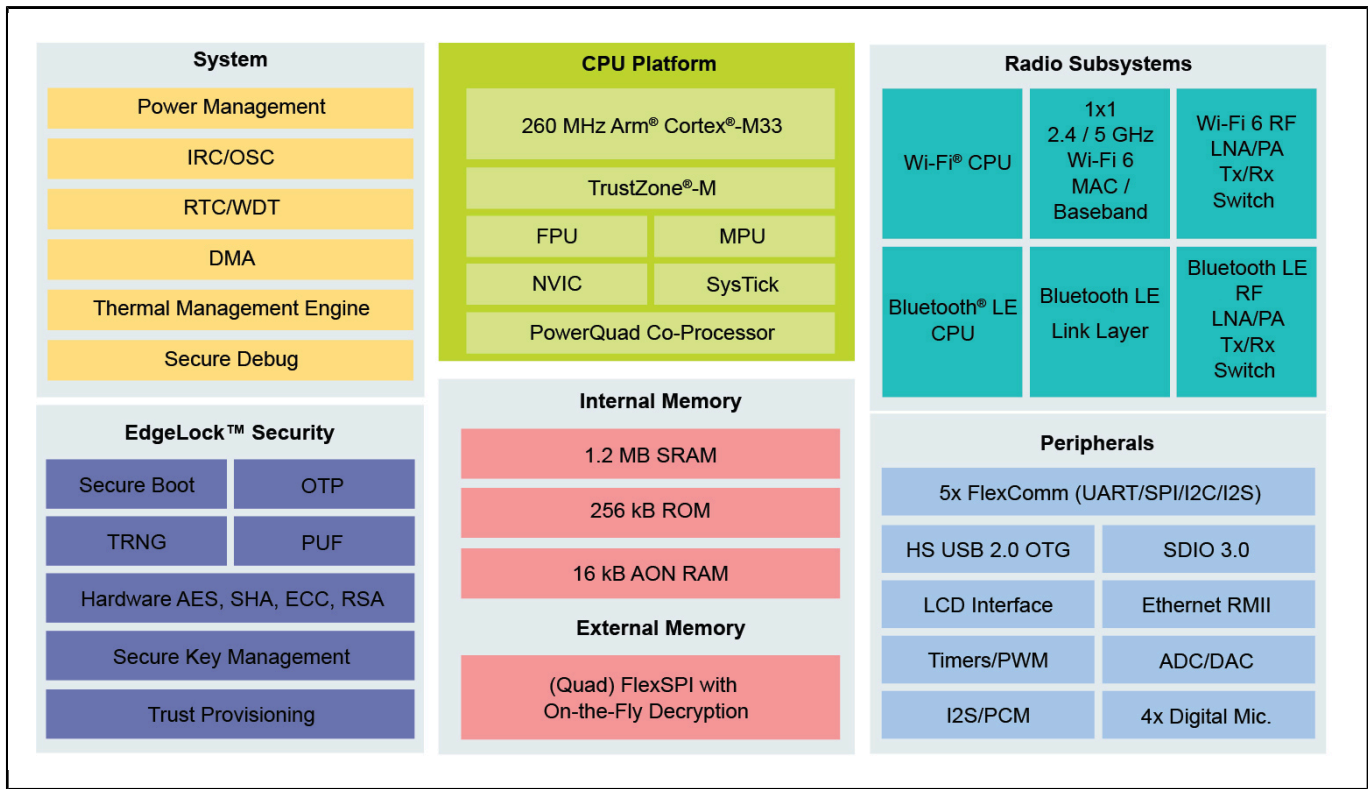 System
Power Management
IRC/OSC
RTC/WDT
DMA
Thermal Management Engine
Secure Debug
EdgeLock™ Security
Secure Boot
OTP
TRNG
PUF
Hardware AES, SHA, ECC, RSA
Secure Key Management
Trust Provisioning
CPU Platform
260 MHz Arm® Cortex®-M33
TrustZone®-M
FPU
MPU
NVIC
SysTick
PowerQuad Co-Processor
Internal Memory
1.2 MB SRAM
256 kB ROM
16 kB AON RAM
External Memory
(Quad) FlexSPI with
On-the-Fly Decryption
Radio Subsystems
Wi-Fi® CPU
1x1
2.4 / 5 GHz
Wi-Fi 6
MAC /
Baseband
Wi-Fi 6 RF
LNA/PA
Tx/Rx
Switch
Bluetooth® LE
CPU
Bluetooth LE
Link Layer
Bluetooth LE
RF
LNA/PA
Tx/Rx
Switch
Peripherals
5x FlexComm (UART/SPI/I2C/I2S)
HS USB 2.0 OTG
SDIO 3.0
LCD Interface
Ethernet RMII
Timers/PWM
ADC/DAC
I2S/PCM
4x Digital Mic.